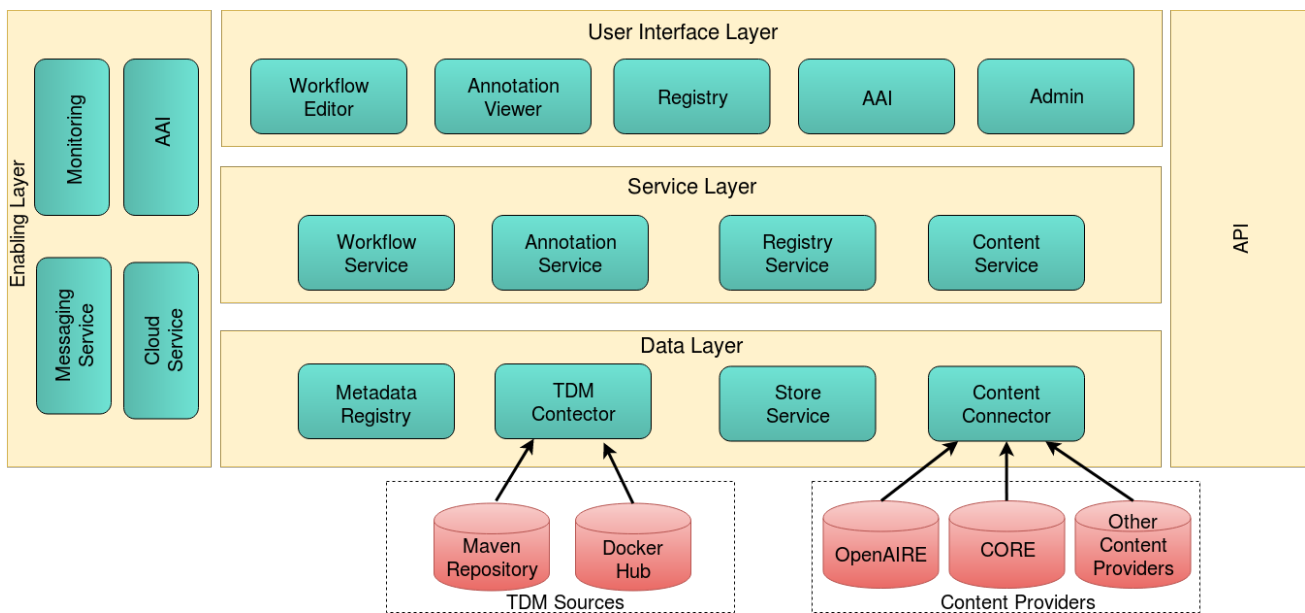 Enabling Layer
Monitoring
AAI
Messaging
Service
Cloud
Service
User Interface Layer
Workflow
Editor
Annotation
Viewer
Registry
AAI
Admin
Service Layer
Workflow
Service
Annotation
Service
Registry
Service
Content
Service
Data Layer
Metadata
Registry
TDM
Contector
Store
Service
Content
Connector
API
Maven
Repository
Docker
Hub
TDM Sources
OpenAIRE
CORE
Other
Content
Providers
Content Providers